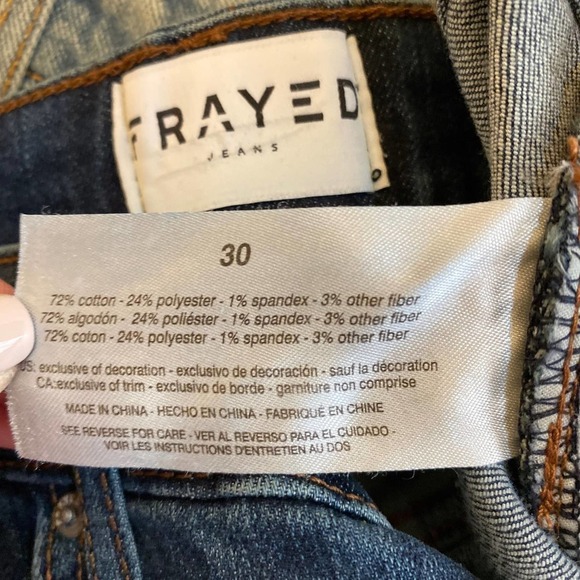 FRAYED
JEANS
30
72% cotton - 24% polyester - 1% spandex - 3% other fiber
72% algodón - 24% poliéster - 1% spandex - 3% other fiber
72% coton - 24% polyester - 1% spandex - 3% other fiber
US: exclusive of decoration - exclusivo de decoración - sauf la décoration
CA:exclusive of trim - exclusivo de borde - garniture non comprise
MADE IN CHINA - HECHO EN CHINA - FABRIQUÉ EN CHINE
SEE REVERSE FOR CARE - VER AL REVERSO PARA EL CUIDADO -
VOIR LES INSTRUCTIONS D'ENTRETIEN AU DOS